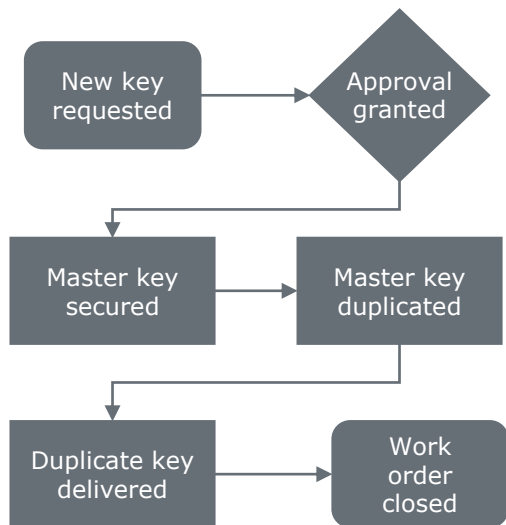 New key
requested
Approval
granted
Master key
secured
Master key
duplicated
Duplicate key
delivered
Work
order
closed